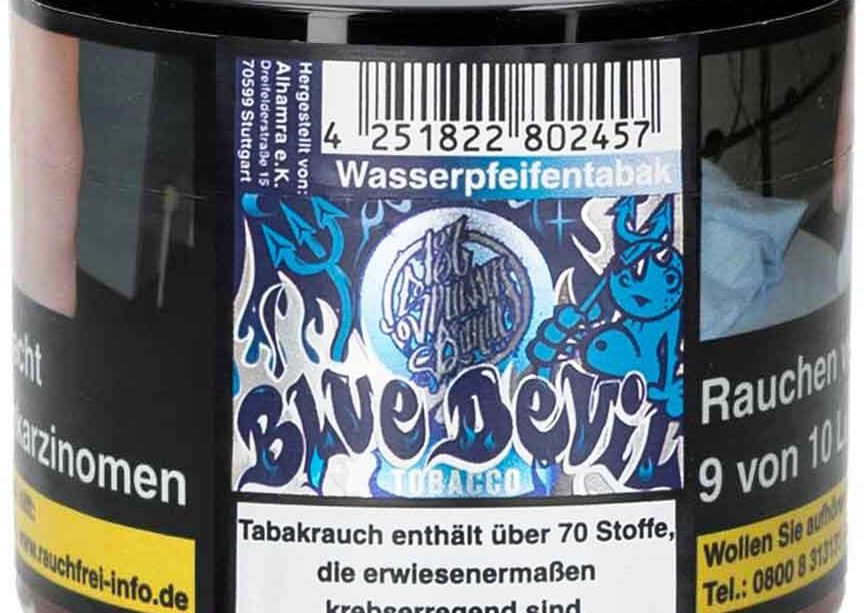 Hergestellt von:
Alhamra e.K.
Dreifelderstraße 15
70599 Stuttgart
4 251822 802457
Wasserpfeifentabak
187
BLUE DEVIL
TOBACCO
Tabakrauch enthält über 70 Stoffe,
die erwiesenermaßen
krebserregend sind
karzinomen
www.rauchfrei-info.de
Rauchen
9 von 10
Wollen Sie aufhören
Tel.: 0800 8 313131